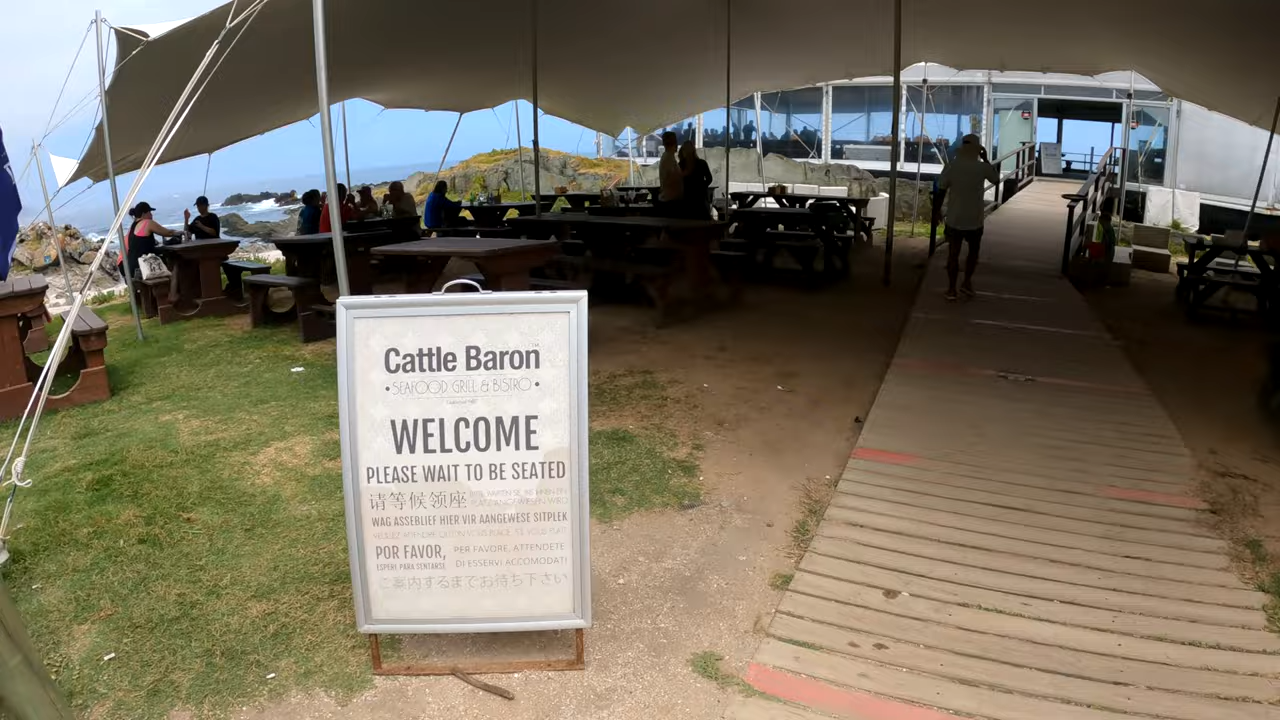 Cattle Baron™
• SEAFOOD GRILL & BISTRO •
WELCOME
PLEASE WAIT TO BE SEATED
请等候领座
WAG ASSEBLIEF HIER VIR AANGEWESE SITPLEK
POR FAVOR,
ESPERE PARA SENTARSE
PER FAVORE, ATTENDETE
DI ESSERVI ACCOMODATI
ご案内するまでお待ち下さい